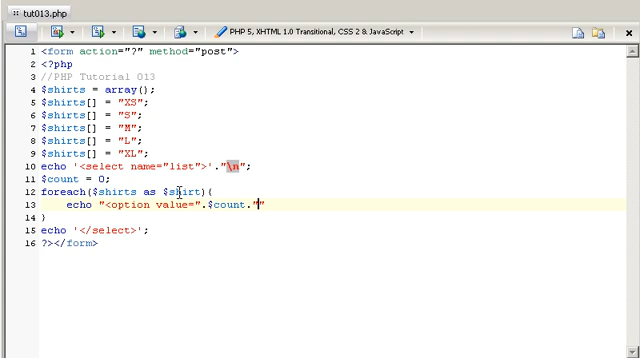 tut013.php
PHP 5, XHTML 1.0 Transitional, CSS 2 & JavaScript
1 <form action="?" method="post">
2 <?php
3 //PHP Tutorial 013
4 $shirts = array();
5 $shirts[] = "XS";
6 $shirts[] = "S";
7 $shirts[] = "M";
8 $shirts[] = "L";
9 $shirts[] = "XL";
10 echo '<select name="list">'."\n";
11 $count = 0;
12 foreach($shirts as $shirt){
13 echo "<option value=".$count.""
14 }
15 echo '</select>';
16 ?></form>